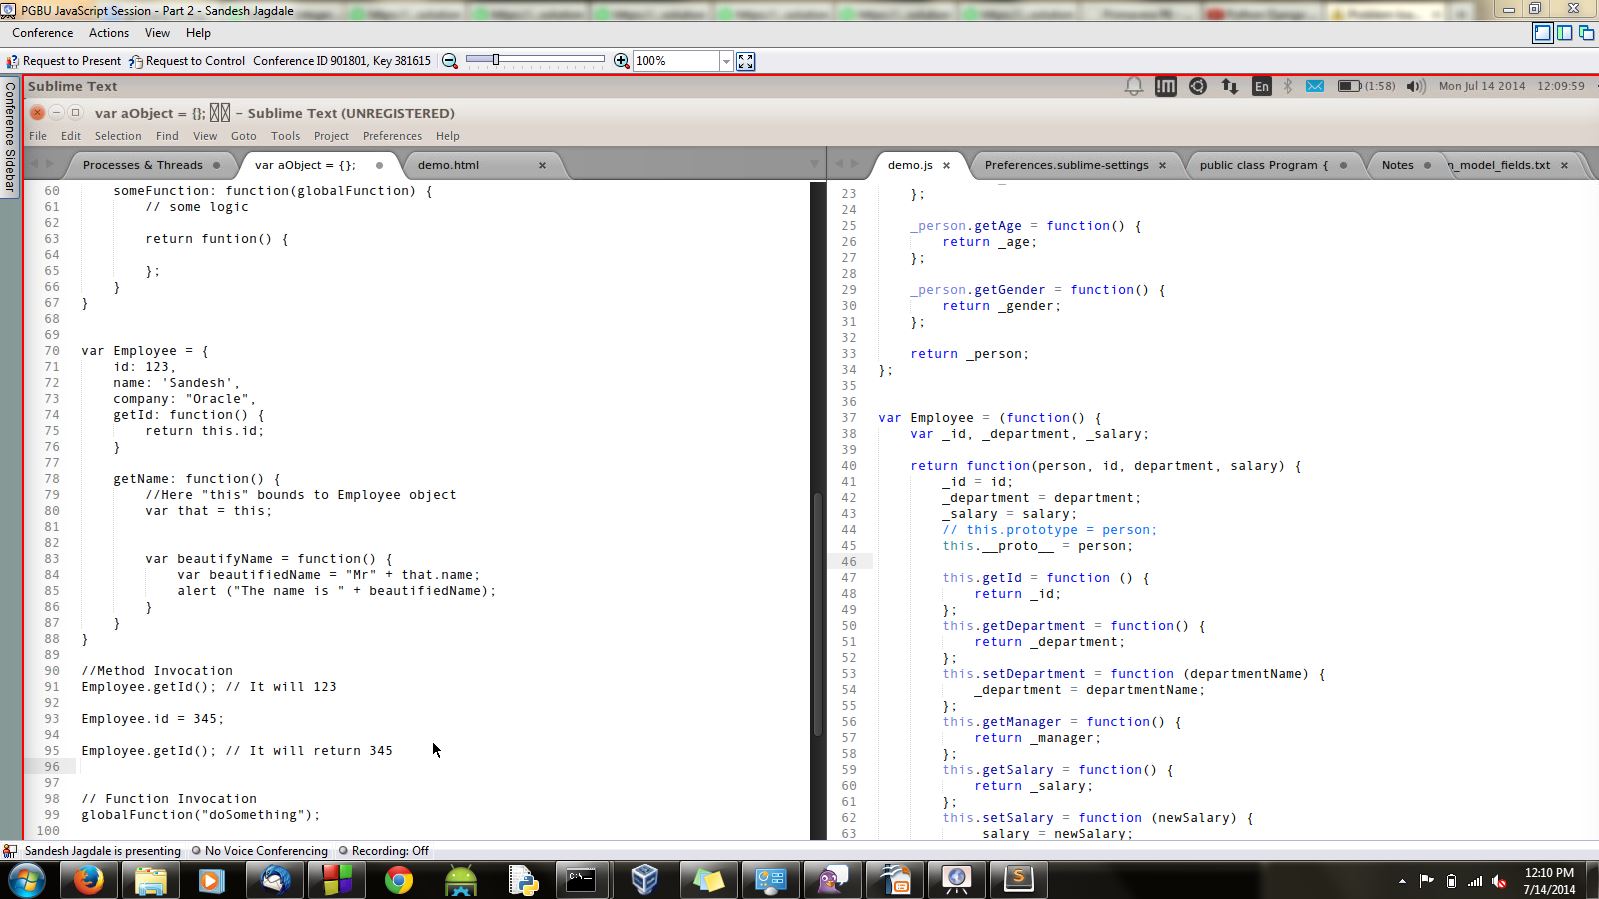 PGBU JavaScript Session - Part 2 - Sandesh Jagdale
Conference Actions View Help
Request to Present Request to Control Conference ID 901801, Key 381615 100%
Conference Sidebar
Sublime Text
En (1:58) Mon Jul 14 2014 12:09:59
var aObject = {}; – Sublime Text (UNREGISTERED)
File Edit Selection Find View Goto Tools Project Preferences Help
Processes & Threads var aObject = {}; demo.html
60 someFunction: function(globalFunction) {
61 // some logic
62
63 return funtion() {
64
65 };
66 }
67 }
68
69
70 var Employee = {
71 id: 123,
72 name: 'Sandesh',
73 company: "Oracle",
74 getId: function() {
75 return this.id;
76 }
77
78 getName: function() {
79 //Here "this" bounds to Employee object
80 var that = this;
81
82
83 var beautifyName = function() {
84 var beautifiedName = "Mr" + that.name;
85 alert ("The name is " + beautifiedName);
86 }
87 }
88 }
89
90 //Method Invocation
91 Employee.getId(); // It will 123
92
93 Employee.id = 345;
94
95 Employee.getId(); // It will return 345
96
97
98 // Function Invocation
99 globalFunction("doSomething");
100
demo.js Preferences.sublime-settings public class Program { Notes n_model_fields.txt
23 };
24
25 _person.getAge = function() {
26 return _age;
27 };
28
29 _person.getGender = function() {
30 return _gender;
31 };
32
33 return _person;
34 };
35
36
37 var Employee = (function() {
38 var _id, _department, _salary;
39
40 return function(person, id, department, salary) {
41 _id = id;
42 _department = department;
43 _salary = salary;
44 // this.prototype = person;
45 this.__proto__ = person;
46
47 this.getId = function () {
48 return _id;
49 };
50 this.getDepartment = function() {
51 return _department;
52 };
53 this.setDepartment = function (departmentName) {
54 _department = departmentName;
55 };
56 this.getManager = function() {
57 return _manager;
58 };
59 this.getSalary = function() {
60 return _salary;
61 };
62 this.setSalary = function (newSalary) {
63 salary = newSalary;
Sandesh Jagdale is presenting No Voice Conferencing Recording: Off
12:10 PM
7/14/2014